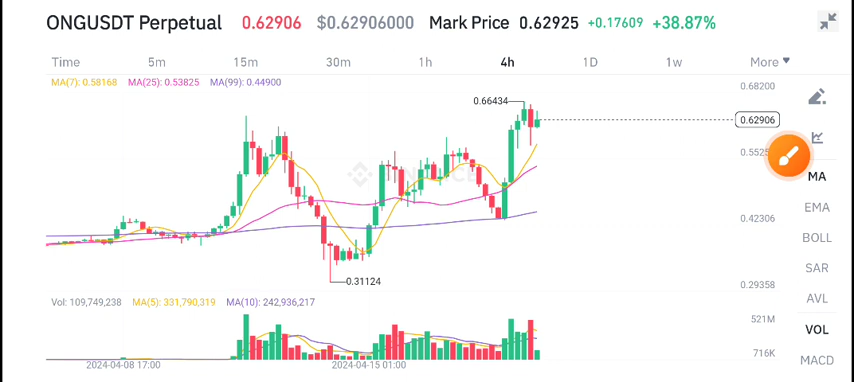 ONGUSDT Perpetual 0.62906 $0.62906000 Mark Price 0.62925 +0.17609 +38.87%
Time 5m 15m 30m 1h 4h 1D 1w More
MA(7): 0.58168 MA(25): 0.53825 MA(99): 0.44900
0.68200
0.66434
0.62906
0.5525
MA
EMA
0.42306
BOLL
SAR
0.31124
0.29358
AVL
Vol: 109,749,238 MA(5): 331,790,319 MA(10): 242,936,217
521M
VOL
716K
MACD
2024-04-08 17:00 2024-04-15 01:00